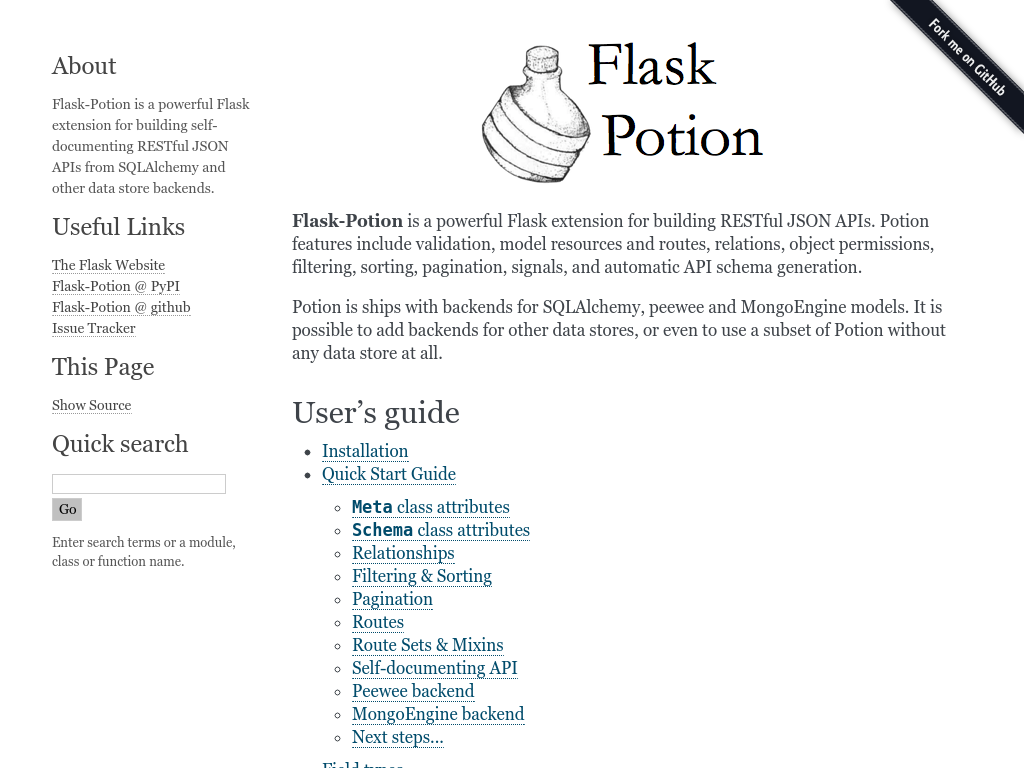 About
Flask-Potion is a powerful Flask
extension for building self-
documenting RESTful JSON
APIs from SQLAlchemy and
other data store backends.
Useful Links
The Flask Website
Flask-Potion @ PyPI
Flask-Potion @ github
Issue Tracker
This Page
Show Source
Quick search
Go
Enter search terms or a module,
class or function name.
Flask
Potion
Fork me on GitHub
Flask-Potion is a powerful Flask extension for building RESTful JSON APIs. Potion
features include validation, model resources and routes, relations, object permissions,
filtering, sorting, pagination, signals, and automatic API schema generation.
Potion is ships with backends for SQLAlchemy, peewee and MongoEngine models. It is
possible to add backends for other data stores, or even to use a subset of Potion without
any data store at all.
User’s guide
Installation
Quick Start Guide
Meta class attributes
Schema class attributes
Relationships
Filtering & Sorting
Pagination
Routes
Route Sets & Mixins
Self-documenting API
Peewee backend
MongoEngine backend
Next steps…
Field types